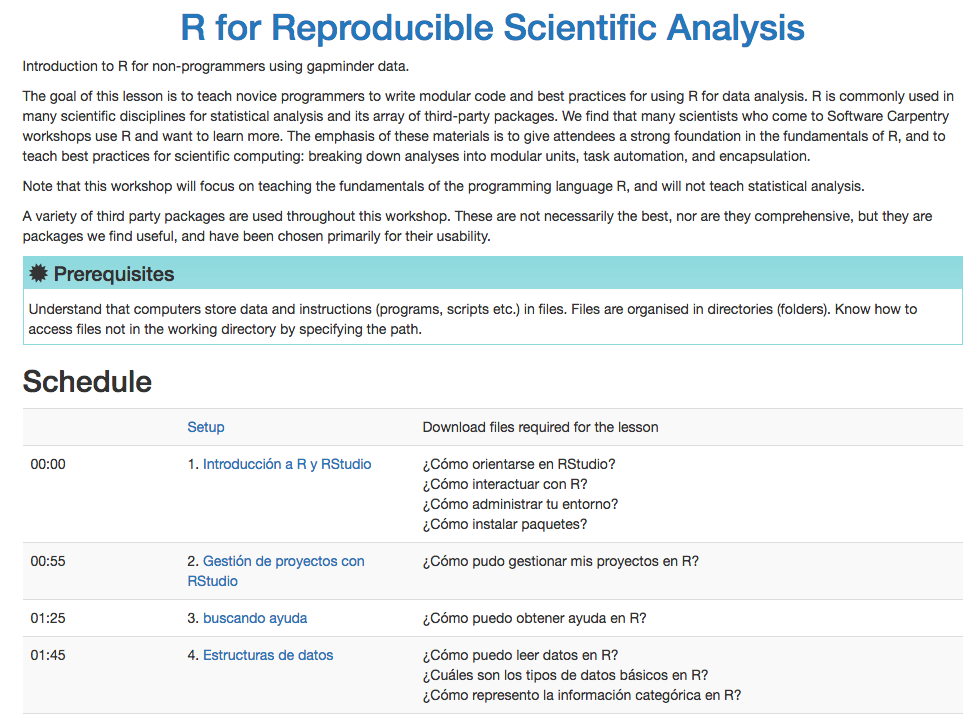 R for Reproducible Scientific Analysis
Introduction to R for non-programmers using gapminder data.
The goal of this lesson is to teach novice programmers to write modular code and best practices for using R for data analysis. R is commonly used in
many scientific disciplines for statistical analysis and its array of third-party packages. We find that many scientists who come to Software Carpentry
workshops use R and want to learn more. The emphasis of these materials is to give attendees a strong foundation in the fundamentals of R, and to
teach best practices for scientific computing: breaking down analyses into modular units, task automation, and encapsulation.
Note that this workshop will focus on teaching the fundamentals of the programming language R, and will not teach statistical analysis.
A variety of third party packages are used throughout this workshop. These are not necessarily the best, nor are they comprehensive, but they are
packages we find useful, and have been chosen primarily for their usability.
Prerequisites
Understand that computers store data and instructions (programs, scripts etc.) in files. Files are organised in directories (folders). Know how to
access files not in the working directory by specifying the path.
Schedule
Setup Download files required for the lesson
00:00 1. Introducción a R y RStudio ¿Cómo orientarse en RStudio?
¿Cómo interactuar con R?
¿Cómo administrar tu entorno?
¿Cómo instalar paquetes?
00:55 2. Gestión de proyectos con ¿Cómo pudo gestionar mis proyectos en R?
RStudio
01:25 3. buscando ayuda ¿Cómo puedo obtener ayuda en R?
01:45 4. Estructuras de datos ¿Cómo puedo leer datos en R?
¿Cuáles son los tipos de datos básicos en R?
¿Cómo represento la información categórica en R?